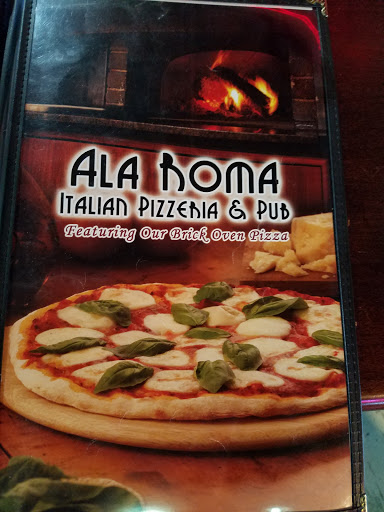 ALA ROMA
ITALIAN PIZZERIA & PUB
Featuring Our Brick Oven Pizza